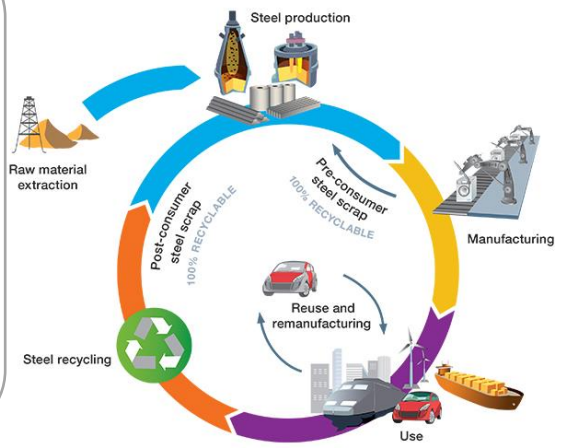 Steel production
Raw material
extraction
Pre-consumer
steel scrap
100% RECYCLABLE
Manufacturing
Post-consumer
steel scrap
100% RECYCLABLE
Reuse and
remanufacturing
Steel recycling
Use